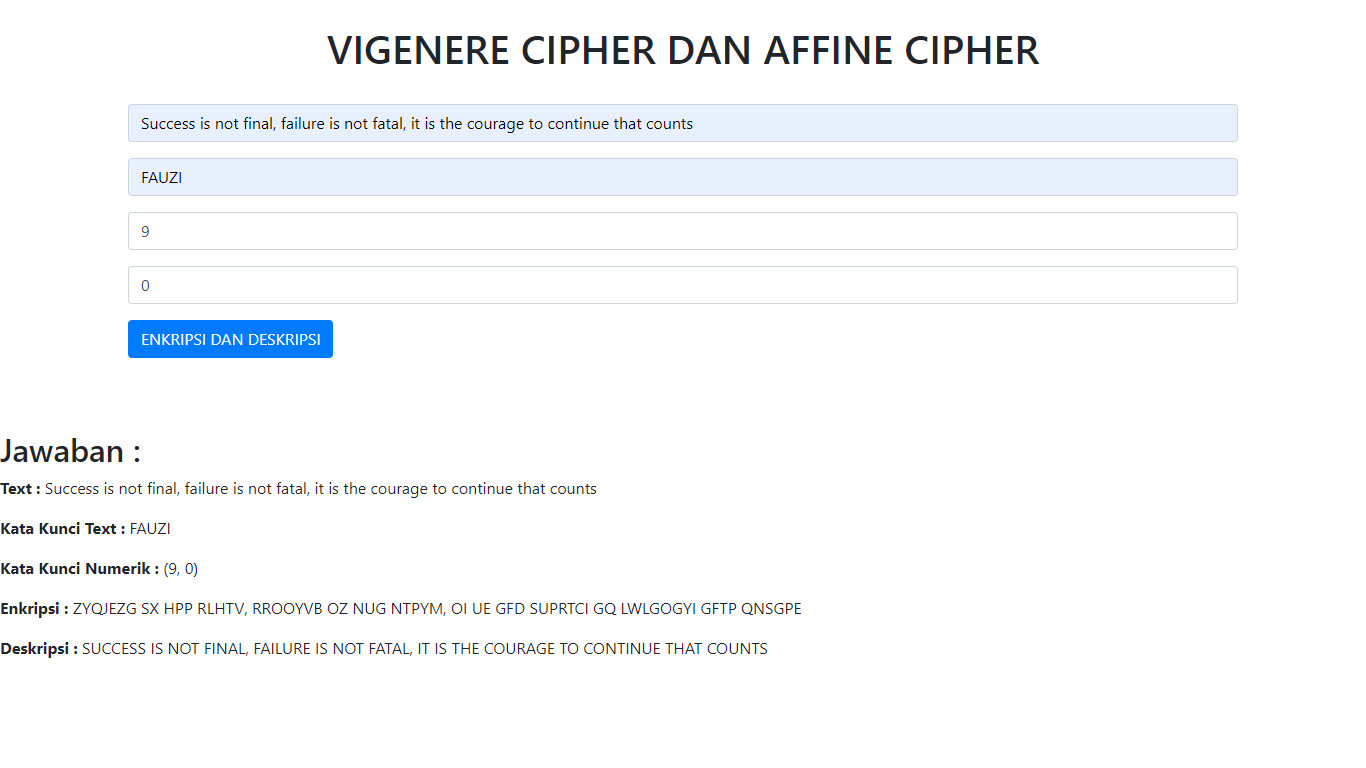 VIGENERE CIPHER DAN AFFINE CIPHER
Success is not final, failure is not fatal, it is the courage to continue that counts
FAUZI
9
0
ENKRIPSI DAN DESKRIPSI
Jawaban :
Text : Success is not final, failure is not fatal, it is the courage to continue that counts
Kata Kunci Text : FAUZI
Kata Kunci Numerik : (9, 0)
Enkripsi : ZYQJEZG SX HPP RLHTV, RROOYVB OZ NUG NTPYM, OI UE GFD SUPRTCI GQ LWLGOGYI GFTP QNSGPE
Deskripsi : SUCCESS IS NOT FINAL, FAILURE IS NOT FATAL, IT IS THE COURAGE TO CONTINUE THAT COUNTS